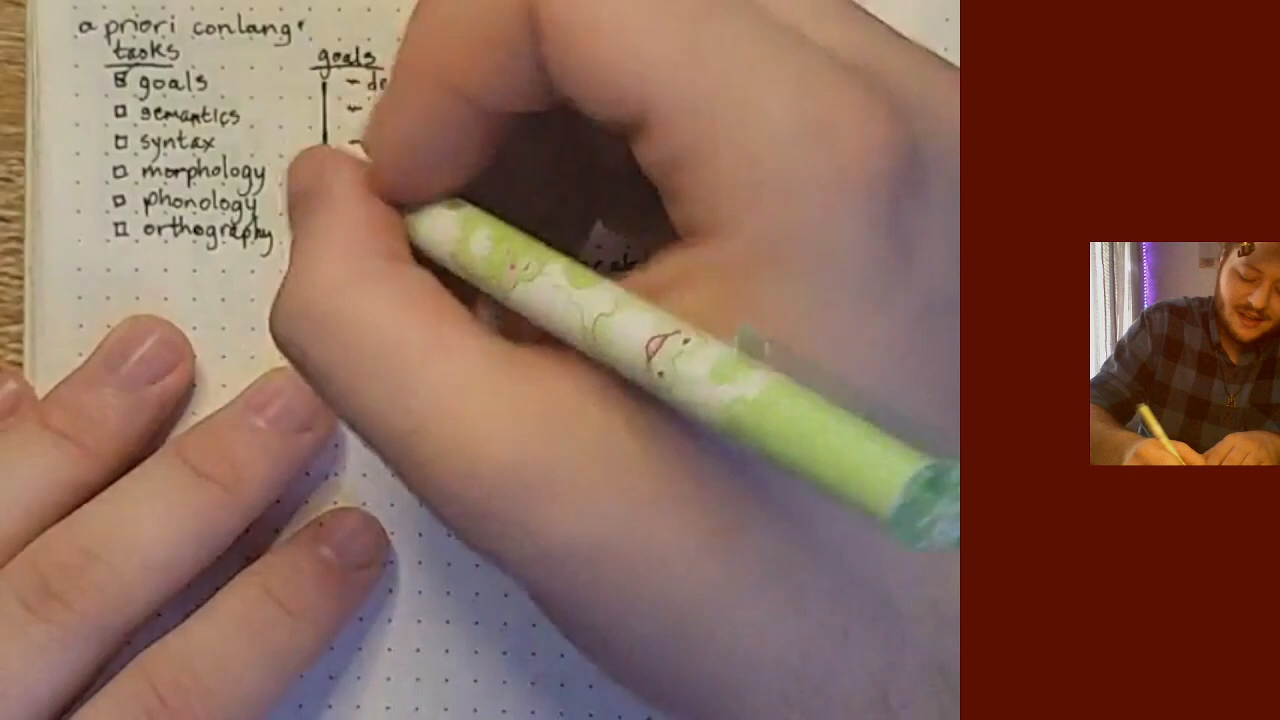 a priori conlang
tasks
goals
semantics
syntax
morphology
phonology
orthography
goals